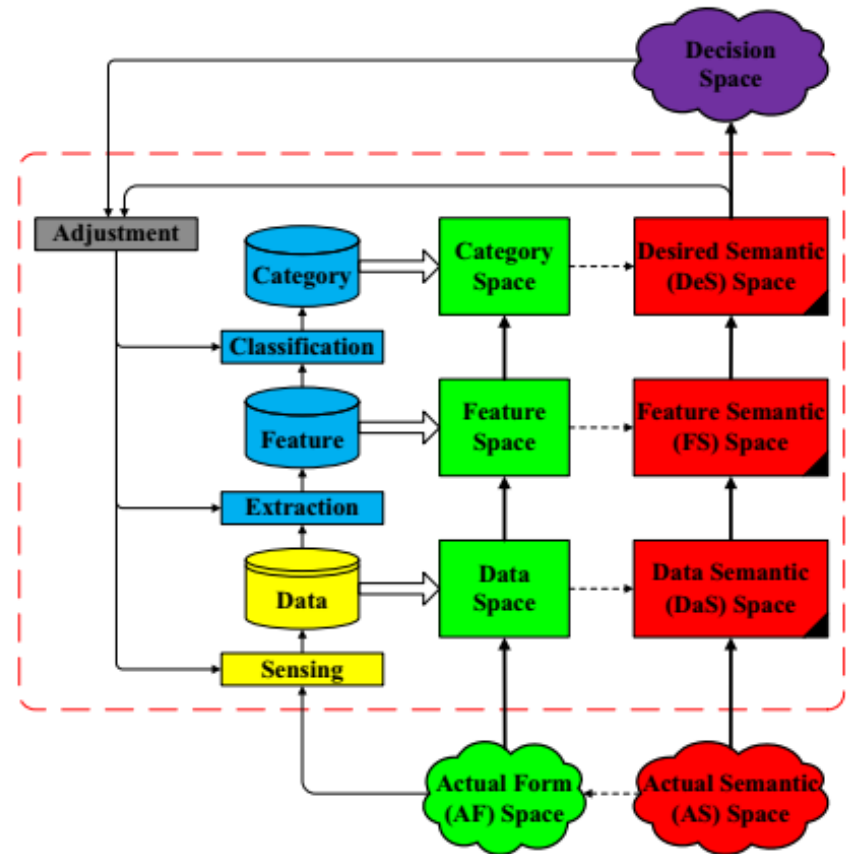 Decision
Space
Adjustment
Category
Category
Space
Desired Semantic
(DeS) Space
Classification
Feature
Feature
Space
Feature Semantic
(FS) Space
Extraction
Data
Data
Space
Data Semantic
(DaS) Space
Sensing
Actual Form
(AF) Space
Actual Semantic
(AS) Space